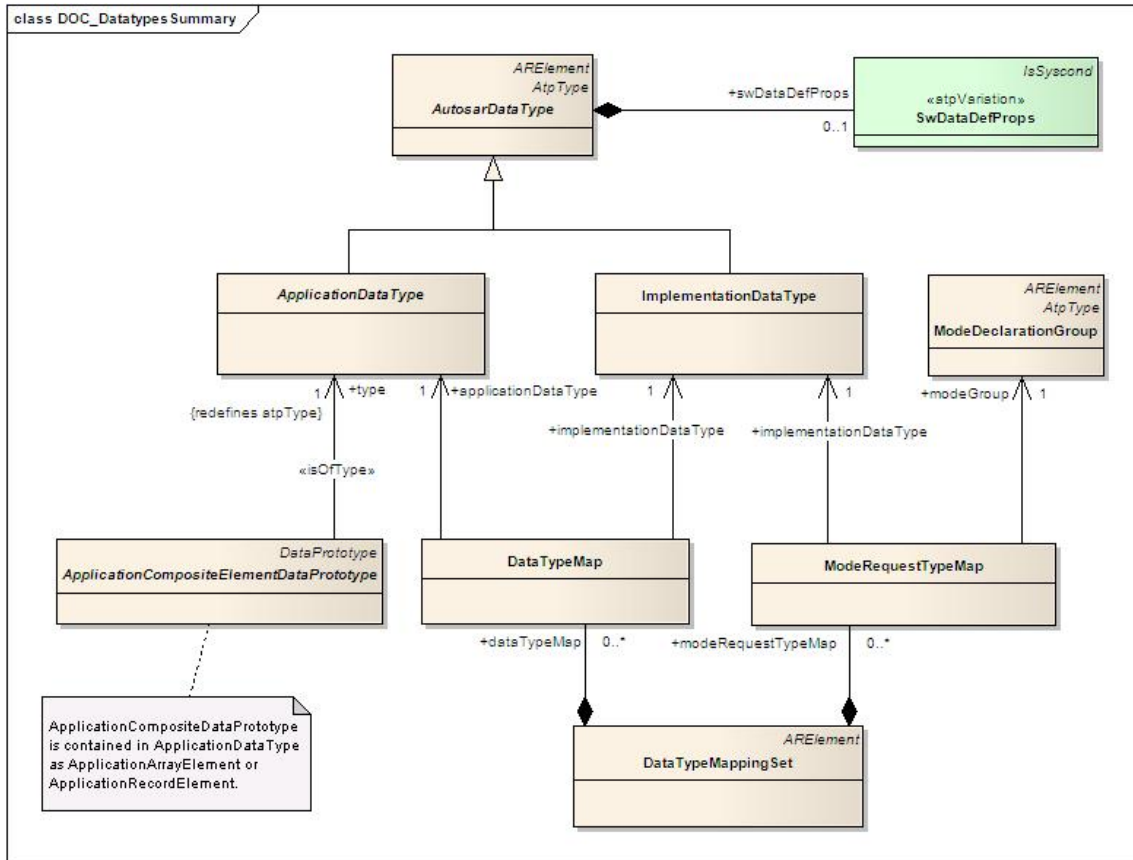 class DOC_DatatypesSummary
ARElement
AtpType
AutosarDataType
+swDataDefProps
0..1
IsSyscond
«atpVariation»
SwDataDefProps
ApplicationDataType
ImplementationDataType
ARElement
AtpType
ModeDeclarationGroup
1
+type
{redefines atpType}
«isOfType»
1
+applicationDataType
1
+implementationDataType
1
+implementationDataType
+modeGroup
1
DataPrototype
ApplicationCompositeElementDataPrototype
DataTypeMap
ModeRequestTypeMap
+dataTypeMap
0..*
+modeRequestTypeMap
0..*
ApplicationCompositeDataPrototype
is contained in ApplicationDataType
as ApplicationArrayElement or
ApplicationRecordElement.
ARElement
DataTypeMappingSet